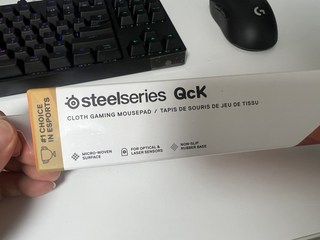 steelseries QcK
CLOTH GAMING MOUSEPAD / TAPIS DE SOURIS DE JEU DE TISSU
#1 CHOICE
IN ESPORTS
MICRO-WOVEN
SURFACE
FOR OPTICAL &
LASER SENSORS
NON-SLIP
RUBBER BASE